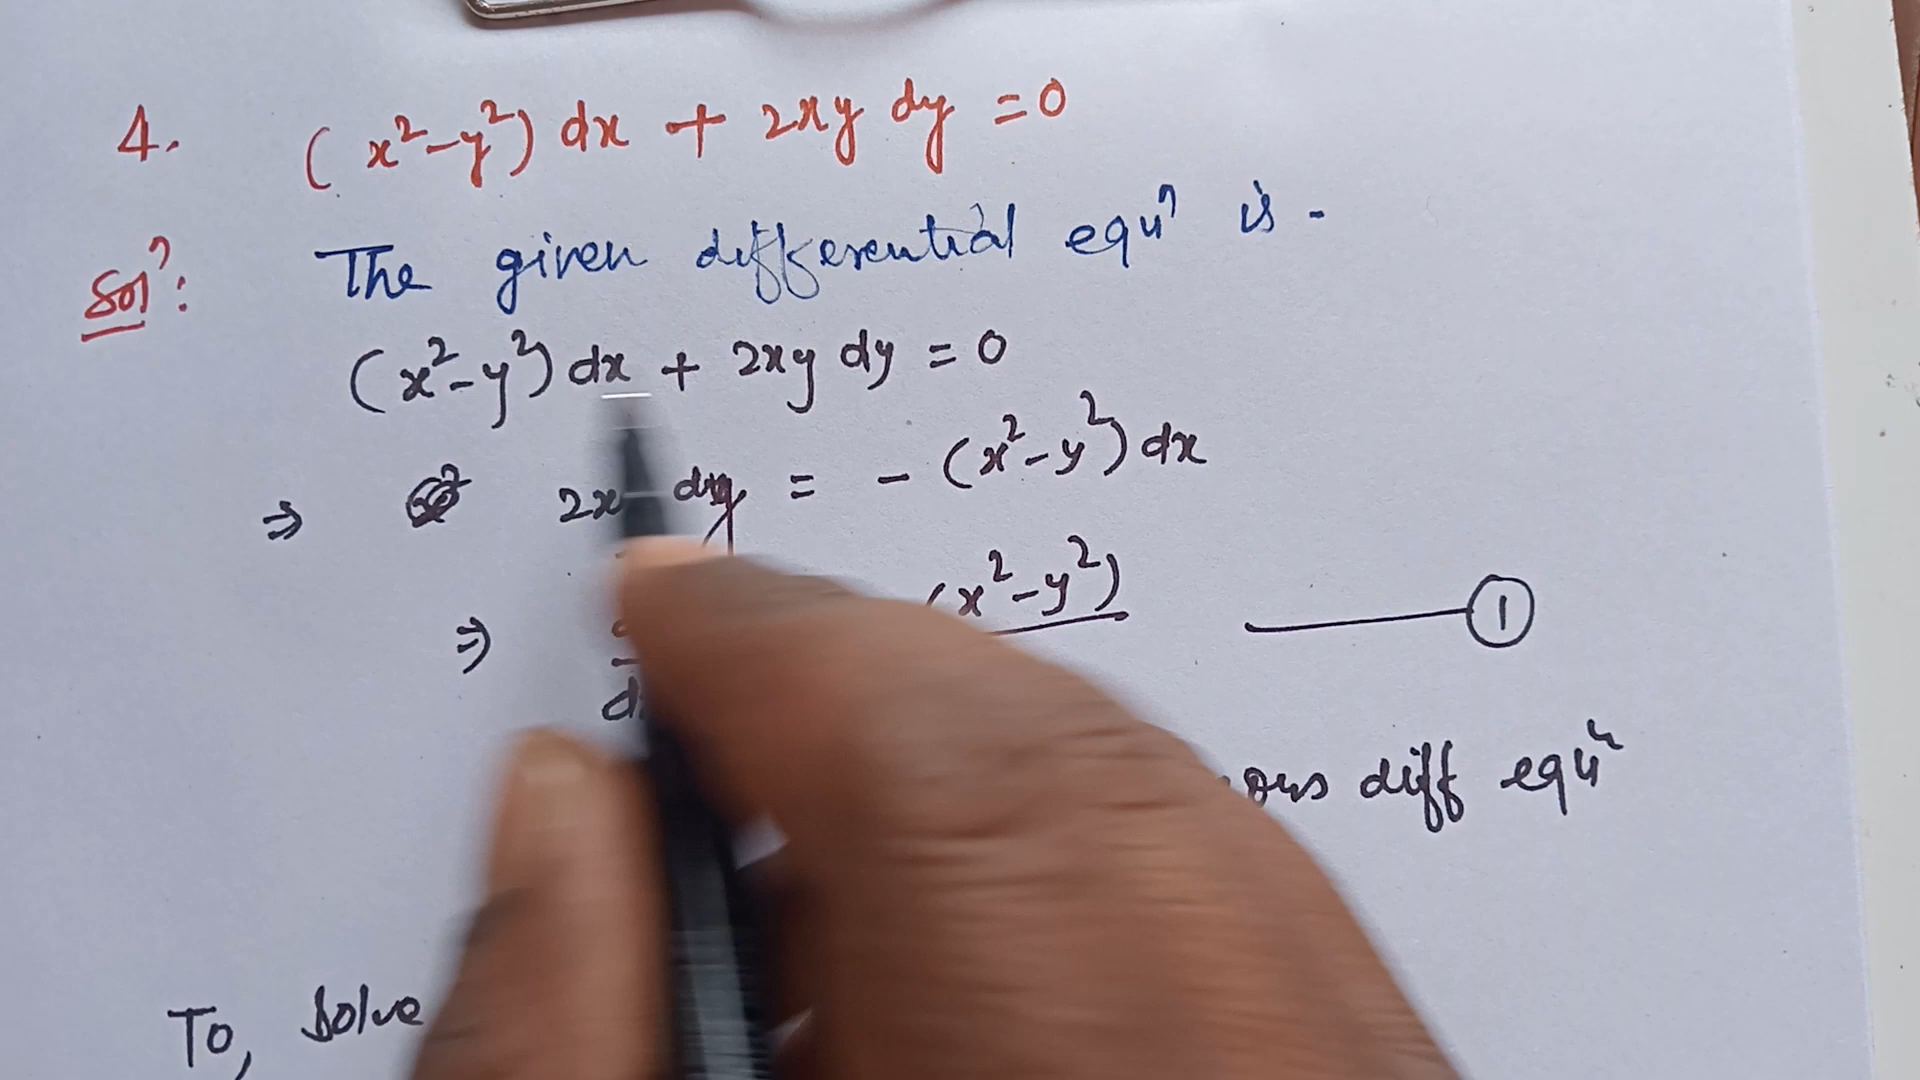 4. (x²-y²) dx + 2xy dy = 0
Solⁿ: The given differential equⁿ is -
(x²-y²) dx + 2xy dy = 0
⇒ 2x dy = - (x²-y²) dx
⇒ (x²-y²) ①
diff equⁿ
To, solve